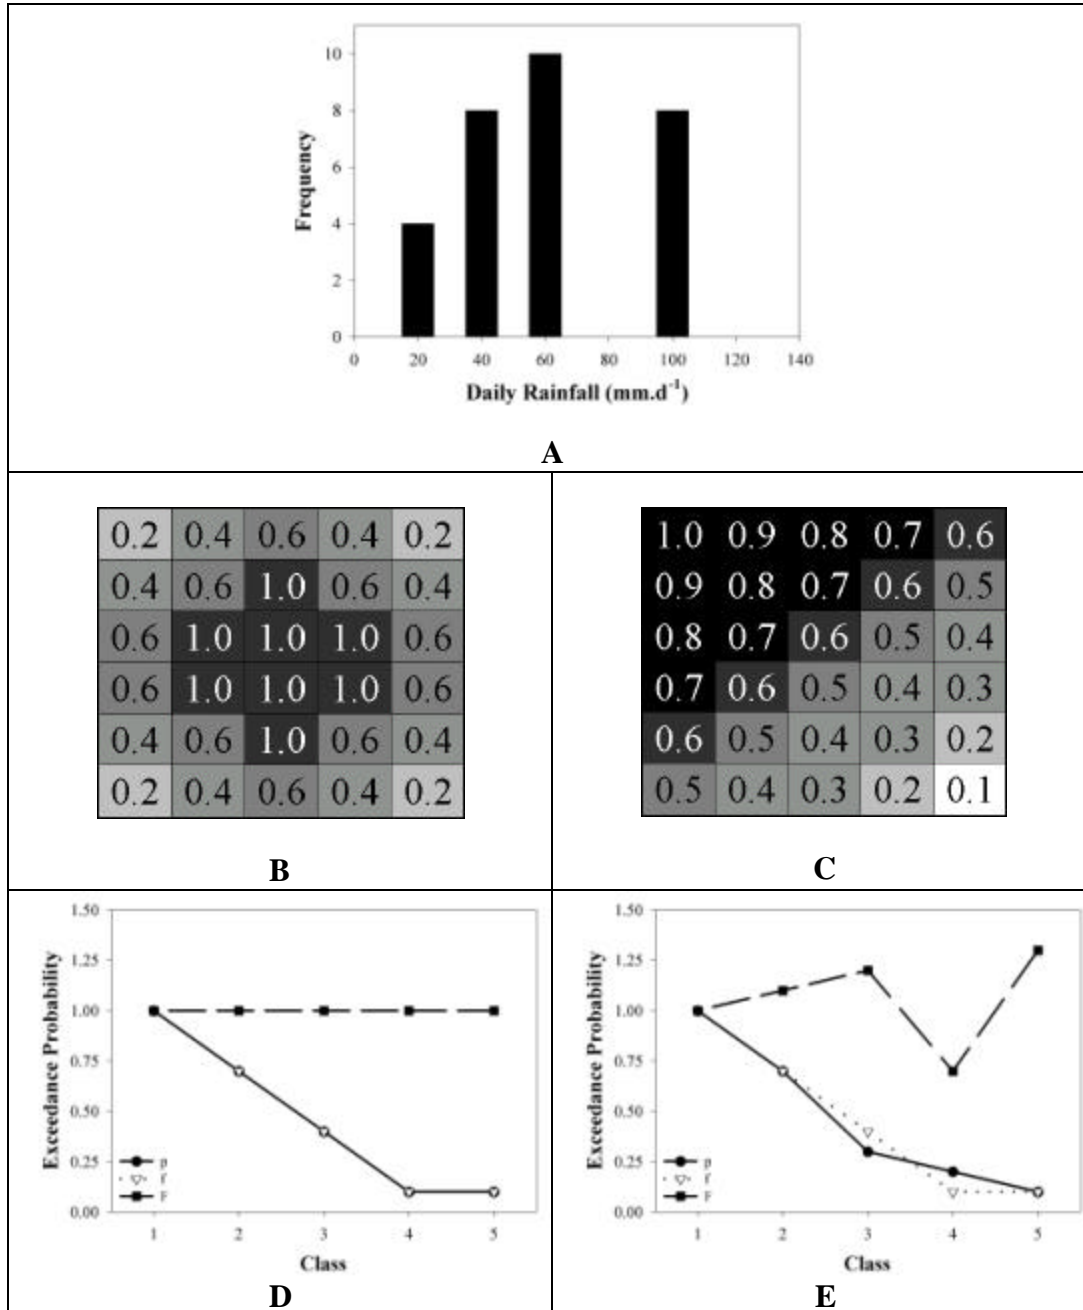 10
8
6
4
2
0
Frequency
0 20 40 60 80 100 120 140
Daily Rainfall (mm.d-1)
A
0.2 0.4 0.6 0.4 0.2
0.4 0.6 1.0 0.6 0.4
0.6 1.0 1.0 1.0 0.6
0.6 1.0 1.0 1.0 0.6
0.4 0.6 1.0 0.6 0.4
0.2 0.4 0.6 0.4 0.2
B
1.0 0.9 0.8 0.7 0.6
0.9 0.8 0.7 0.6 0.5
0.8 0.7 0.6 0.5 0.4
0.7 0.6 0.5 0.4 0.3
0.6 0.5 0.4 0.3 0.2
0.5 0.4 0.3 0.2 0.1
C
1.50
1.25
1.00
0.75
0.50
0.25
0.00
Exceedance Probability
p
f
F
1 2 3 4 5
Class
D
1.50
1.25
1.00
0.75
0.50
0.25
0.00
Exceedance Probability
p
f
F
1 2 3 4 5
Class
E